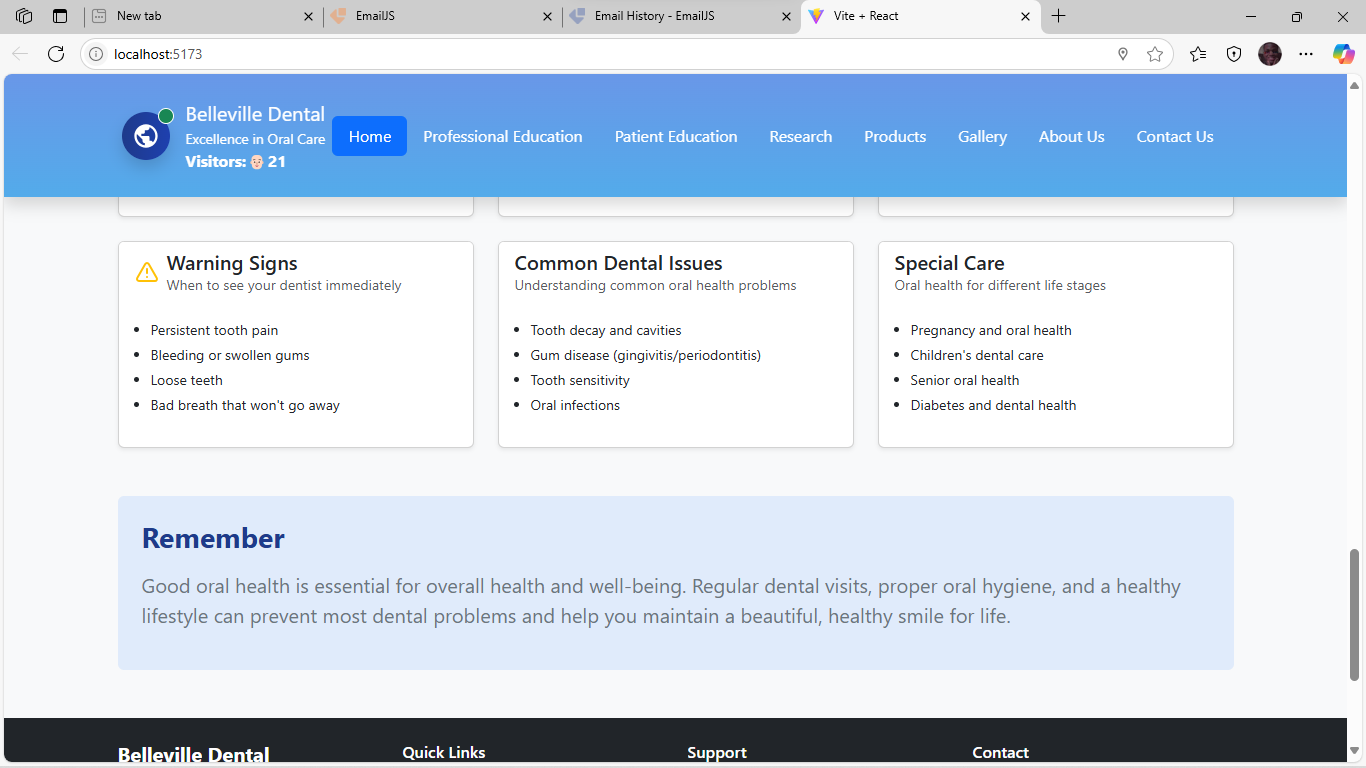 New tab
EmailJS
Email History - EmailJS
Vite + React
localhost:5173
Belleville Dental
Excellence in Oral Care
Visitors: 👨🏻‍🦲 21
Home
Professional Education
Patient Education
Research
Products
Gallery
About Us
Contact Us
Warning Signs
When to see your dentist immediately
Persistent tooth pain
Bleeding or swollen gums
Loose teeth
Bad breath that won't go away
Common Dental Issues
Understanding common oral health problems
Tooth decay and cavities
Gum disease (gingivitis/periodontitis)
Tooth sensitivity
Oral infections
Special Care
Oral health for different life stages
Pregnancy and oral health
Children's dental care
Senior oral health
Diabetes and dental health
Remember
Good oral health is essential for overall health and well-being. Regular dental visits, proper oral hygiene, and a healthy
lifestyle can prevent most dental problems and help you maintain a beautiful, healthy smile for life.
Belleville Dental
Quick Links
Support
Contact